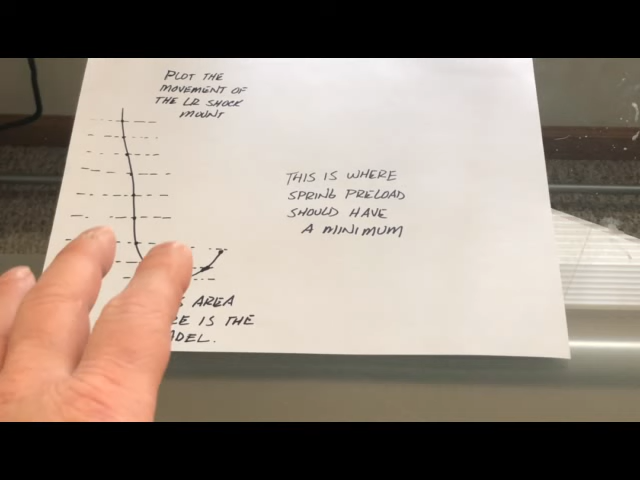 PLOT THE
MOVEMENT OF
THE LR SHOCK
MOUNT
THIS IS WHERE
SPRING PRELOAD
SHOULD HAVE
A MINIMUM
AREA
IS THE